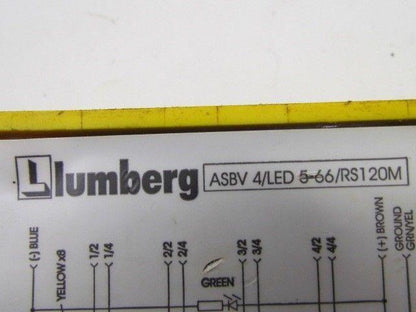 lumberg ASBV 4/LED 5-66/RS120M
(-) BLUE
YELLOW x8
1/2
1/4
2/2
2/4
GREEN
3/2
3/4
4/2
4/4
(+) BROWN
GROUND
GRN/YEL